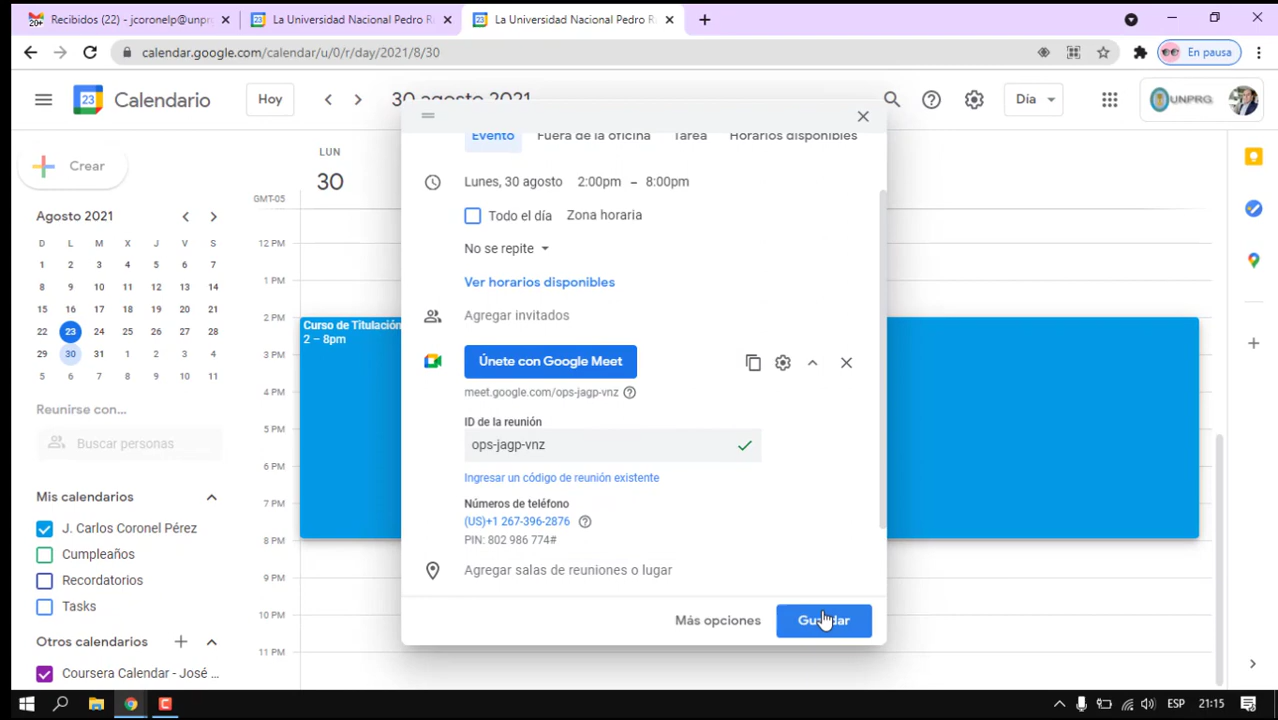 Recibidos (22) - jcoronelp@unpr
La Universidad Nacional Pedro R
La Universidad Nacional Pedro R
calendar.google.com/calendar/u/0/r/day/2021/8/30
En pausa
23
Calendario
Hoy
30 agosto 2021
Día
UNPRG
Crear
LUN
30
GMT-05
Agosto 2021
D L M M J V S
1 2 3 4 5 6 7
8 9 10 11 12 13 14
15 16 17 18 19 20 21
22 23 24 25 26 27 28
29 30 31 1 2 3 4
5 6 7 8 9 10 11
Reunirse con...
Buscar personas
Mis calendarios
J. Carlos Coronel Pérez
Cumpleaños
Recordatorios
Tasks
Otros calendarios
Coursera Calendar - José ...
12 PM
1 PM
2 PM
3 PM
4 PM
5 PM
6 PM
7 PM
8 PM
9 PM
10 PM
11 PM
Curso de Titulación
2 – 8pm
Evento
Fuera de la oficina
Tarea
Horarios disponibles
Lunes, 30 agosto 2:00pm – 8:00pm
Todo el día Zona horaria
No se repite
Ver horarios disponibles
Agregar invitados
Únete con Google Meet
meet.google.com/ops-jagp-vnz
ID de la reunión
ops-jagp-vnz
Ingresar un código de reunión existente
Números de teléfono
(US)+1 267-396-2876
PIN: 802 986 774#
Agregar salas de reuniones o lugar
Más opciones
Guardar
ESP
21:15